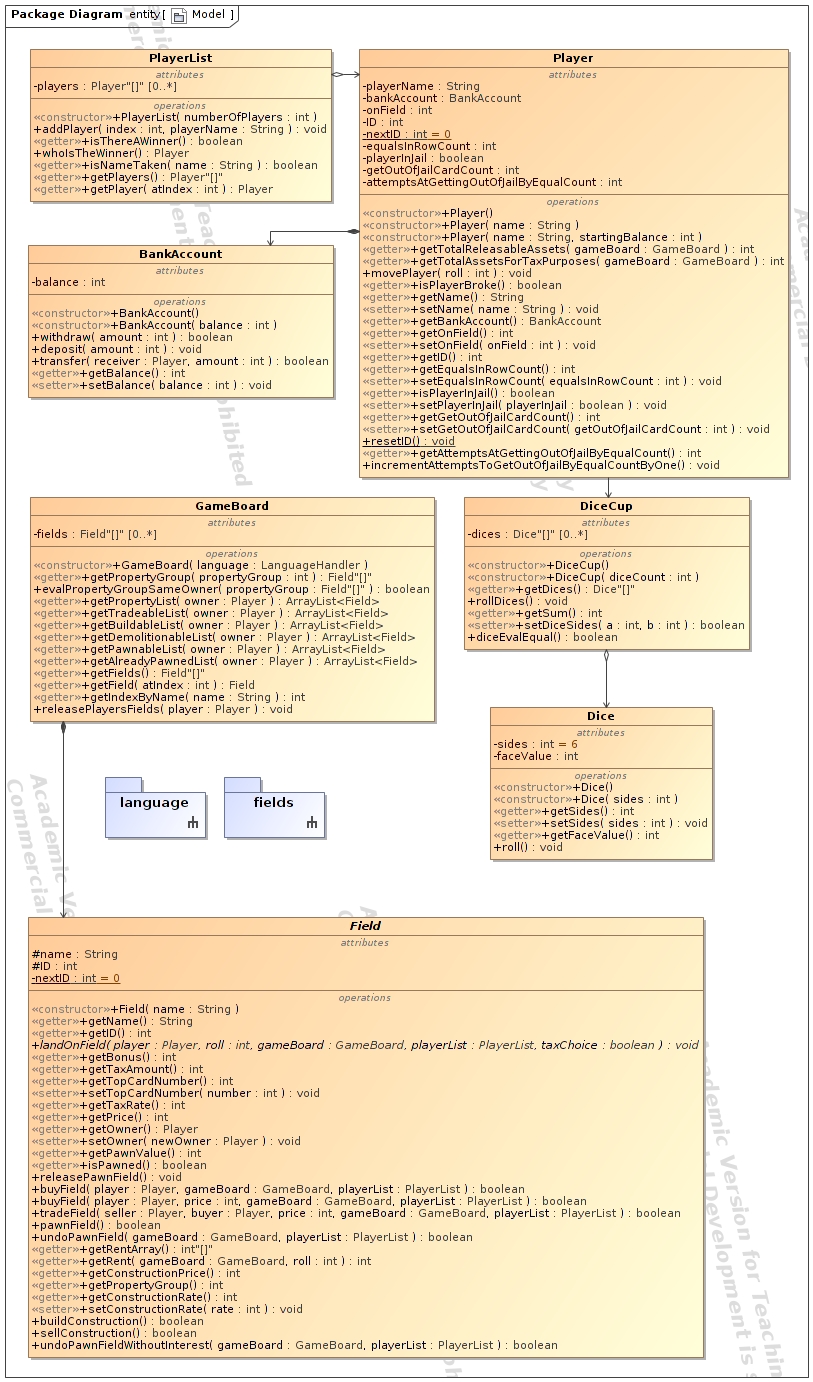 Package Diagram entity[ Model ]
PlayerList
attributes
-players : Player"[]" [0..*]
operations
«constructor»+PlayerList( numberOfPlayers : int )
+addPlayer( index : int, playerName : String ) : void
«getter»+isThereAWinner() : boolean
+whoIsTheWinner() : Player
«getter»+isNameTaken( name : String ) : boolean
«getter»+getPlayers() : Player"[]"
«getter»+getPlayer( atIndex : int ) : Player
Player
attributes
-playerName : String
-bankAccount : BankAccount
-onField : int
-ID : int
-nextID : int = 0
-equalsInRowCount : int
-playerInJail : boolean
-getOutOfJailCardCount : int
-attemptsAtGettingOutOfJailByEqualCount : int
operations
«constructor»+Player()
«constructor»+Player( name : String )
«constructor»+Player( name : String, startingBalance : int )
«getter»+getTotalReleasableAssets( gameBoard : GameBoard ) : int
«getter»+getTotalAssetsForTaxPurposes( gameBoard : GameBoard ) : int
+movePlayer( roll : int ) : void
«getter»+isPlayerBroke() : boolean
«getter»+getName() : String
«setter»+setName( name : String ) : void
«getter»+getBankAccount() : BankAccount
«getter»+getOnField() : int
«setter»+setOnField( onField : int ) : void
«getter»+getID() : int
«getter»+getEqualsInRowCount() : int
«setter»+setEqualsInRowCount( equalsInRowCount : int ) : void
«getter»+isPlayerInJail() : boolean
«setter»+setPlayerInJail( playerInJail : boolean ) : void
«getter»+getGetOutOfJailCardCount() : int
«setter»+setGetOutOfJailCardCount( getOutOfJailCardCount : int ) : void
+resetID() : void
«getter»+getAttemptsAtGettingOutOfJailByEqualCount() : int
+incrementAttemptsToGetOutOfJailByEqualCountByOne() : void
BankAccount
attributes
-balance : int
operations
«constructor»+BankAccount()
«constructor»+BankAccount( balance : int )
+withdraw( amount : int ) : boolean
+deposit( amount : int ) : void
+transfer( receiver : Player, amount : int ) : boolean
«getter»+getBalance() : int
«setter»+setBalance( balance : int ) : void
GameBoard
attributes
-fields : Field"[]" [0..*]
operations
«constructor»+GameBoard( language : LanguageHandler )
«getter»+getPropertyGroup( propertyGroup : int ) : Field"[]"
+evalPropertyGroupSameOwner( propertyGroup : Field"[]" ) : boolean
«getter»+getPropertyList( owner : Player ) : ArrayList<Field>
«getter»+getTradeableList( owner : Player ) : ArrayList<Field>
«getter»+getBuildableList( owner : Player ) : ArrayList<Field>
«getter»+getDemolitionableList( owner : Player ) : ArrayList<Field>
«getter»+getPawnableList( owner : Player ) : ArrayList<Field>
«getter»+getAlreadyPawnedList( owner : Player ) : ArrayList<Field>
«getter»+getFields() : Field"[]"
«getter»+getField( atIndex : int ) : Field
«getter»+getIndexByName( name : String ) : int
+releasePlayersFields( player : Player ) : void
DiceCup
attributes
-dices : Dice"[]" [0..*]
operations
«constructor»+DiceCup()
«constructor»+DiceCup( diceCount : int )
«getter»+getDices() : Dice"[]"
+rollDices() : void
«getter»+getSum() : int
«setter»+setDiceSides( a : int, b : int ) : boolean
+diceEvalEqual() : boolean
Dice
attributes
-sides : int = 6
-faceValue : int
operations
«constructor»+Dice()
«constructor»+Dice( sides : int )
«getter»+getSides() : int
«setter»+setSides( sides : int ) : void
«getter»+getFaceValue() : int
+roll() : void
language
fields
Field
attributes
#name : String
#ID : int
-nextID : int = 0
operations
«constructor»+Field( name : String )
«getter»+getName() : String
«getter»+getID() : int
+landOnField( player : Player, roll : int, gameBoard : GameBoard, playerList : PlayerList, taxChoice : boolean ) : void
«getter»+getBonus() : int
«getter»+getTaxAmount() : int
«getter»+getTopCardNumber() : int
«setter»+setTopCardNumber( number : int ) : void
«getter»+getTaxRate() : int
«getter»+getPrice() : int
«getter»+getOwner() : Player
«setter»+setOwner( newOwner : Player ) : void
«getter»+getPawnValue() : int
«getter»+isPawned() : boolean
+releasePawnField() : void
+buyField( player : Player, gameBoard : GameBoard, playerList : PlayerList ) : boolean
+buyField( player : Player, price : int, gameBoard : GameBoard, playerList : PlayerList ) : boolean
+tradeField( seller : Player, buyer : Player, price : int, gameBoard : GameBoard, playerList : PlayerList ) : boolean
+pawnField() : boolean
+undoPawnField( gameBoard : GameBoard, playerList : PlayerList ) : boolean
«getter»+getRentArray() : int"[]"
«getter»+getRent( gameBoard : GameBoard, roll : int ) : int
«getter»+getConstructionPrice() : int
«getter»+getPropertyGroup() : int
«getter»+getConstructionRate() : int
«setter»+setConstructionRate( rate : int ) : void
+buildConstruction() : boolean
+sellConstruction() : boolean
+undoPawnFieldWithoutInterest( gameBoard : GameBoard, playerList : PlayerList ) : boolean
Academic Version for Teaching
Commercial Development is